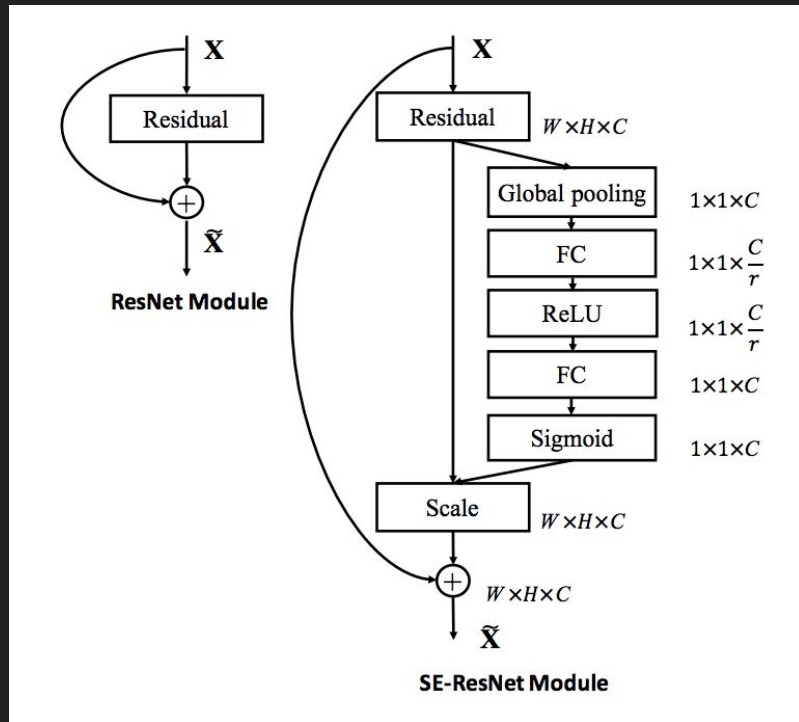 X
Residual
+
X̃
ResNet Module
X
Residual
W×H×C
Global pooling
1×1×C
FC
1×1×C/r
ReLU
1×1×C/r
FC
1×1×C
Sigmoid
1×1×C
Scale
W×H×C
+
W×H×C
X̃
SE-ResNet Module